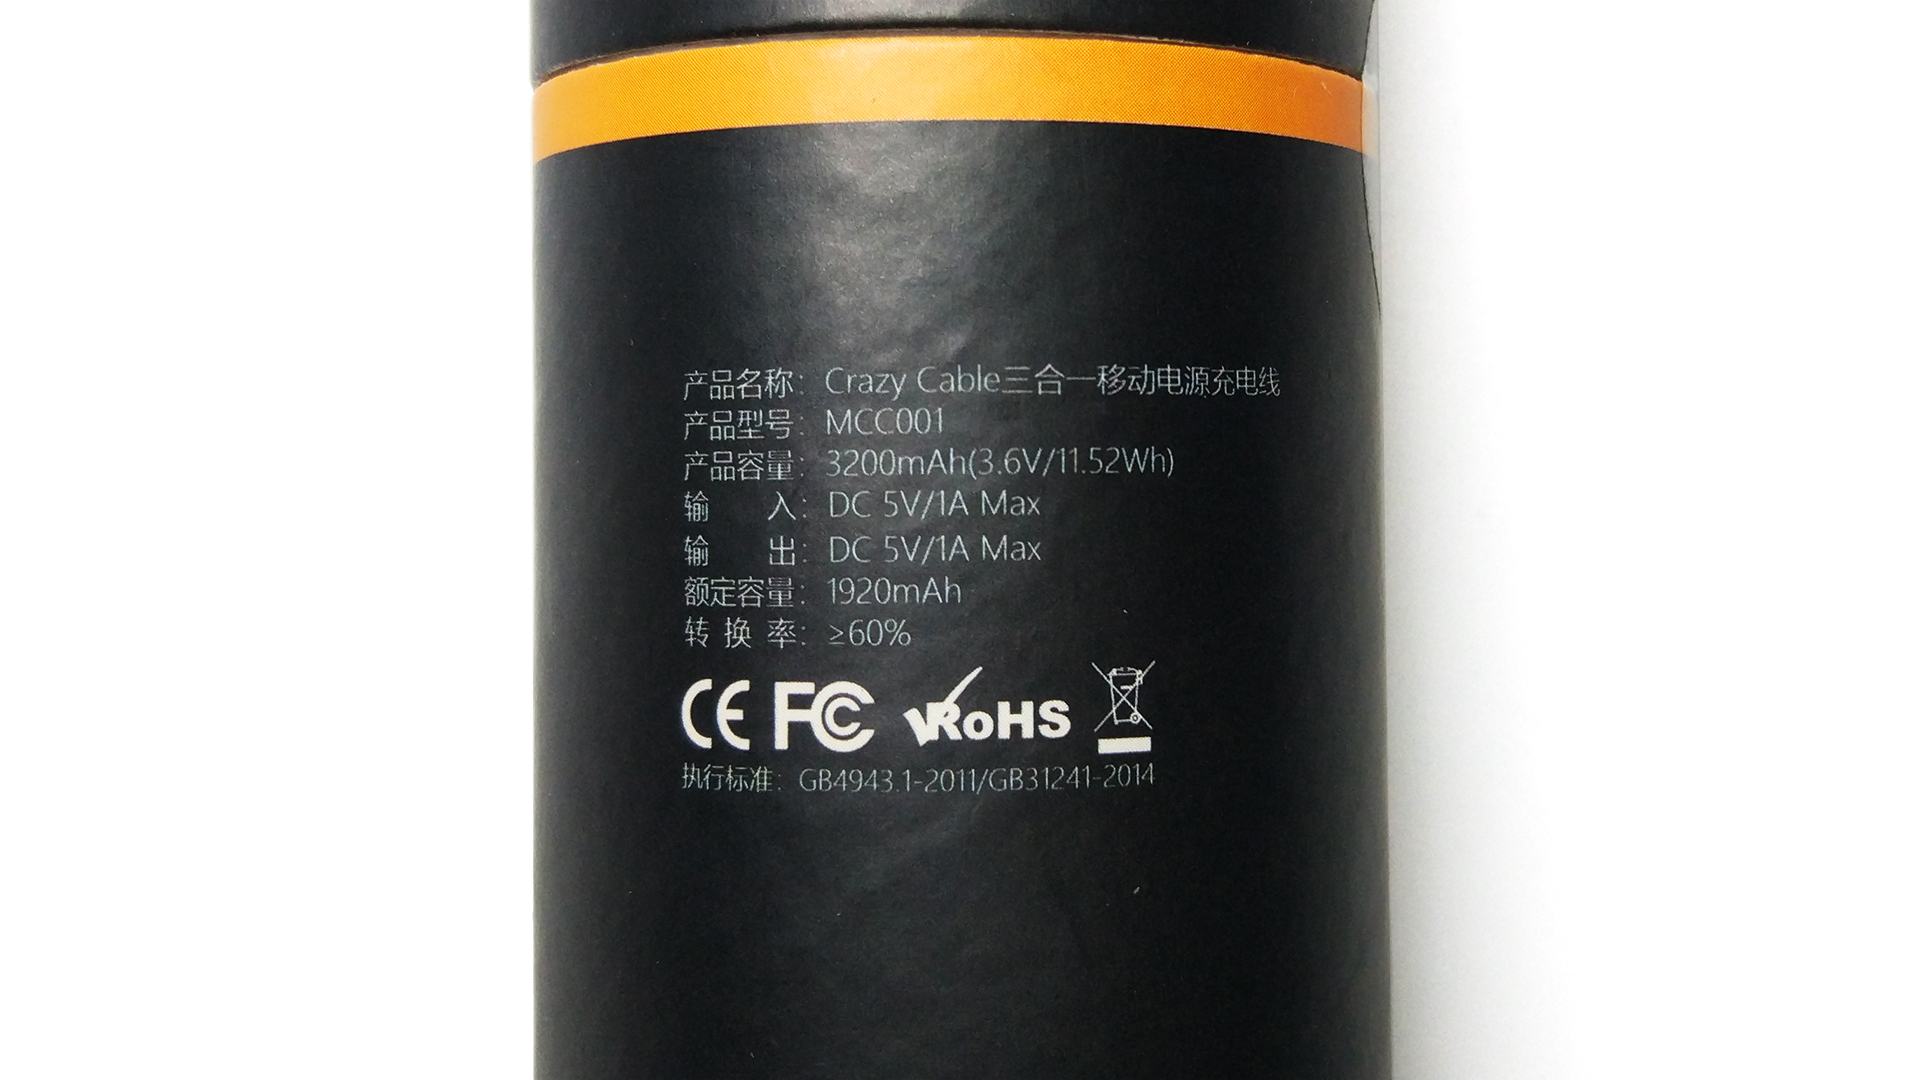 产品名称：Crazy Cable三合一移动电源充电线
产品型号：MCC001
产品容量：3200mAh(3.6V/11.52Wh)
输 入：DC 5V/1A Max
输 出：DC 5V/1A Max
额定容量：1920mAh
转 换 率：≥60%
CE FCC RoHS
执行标准：GB4943.1-2011/GB31241-2014